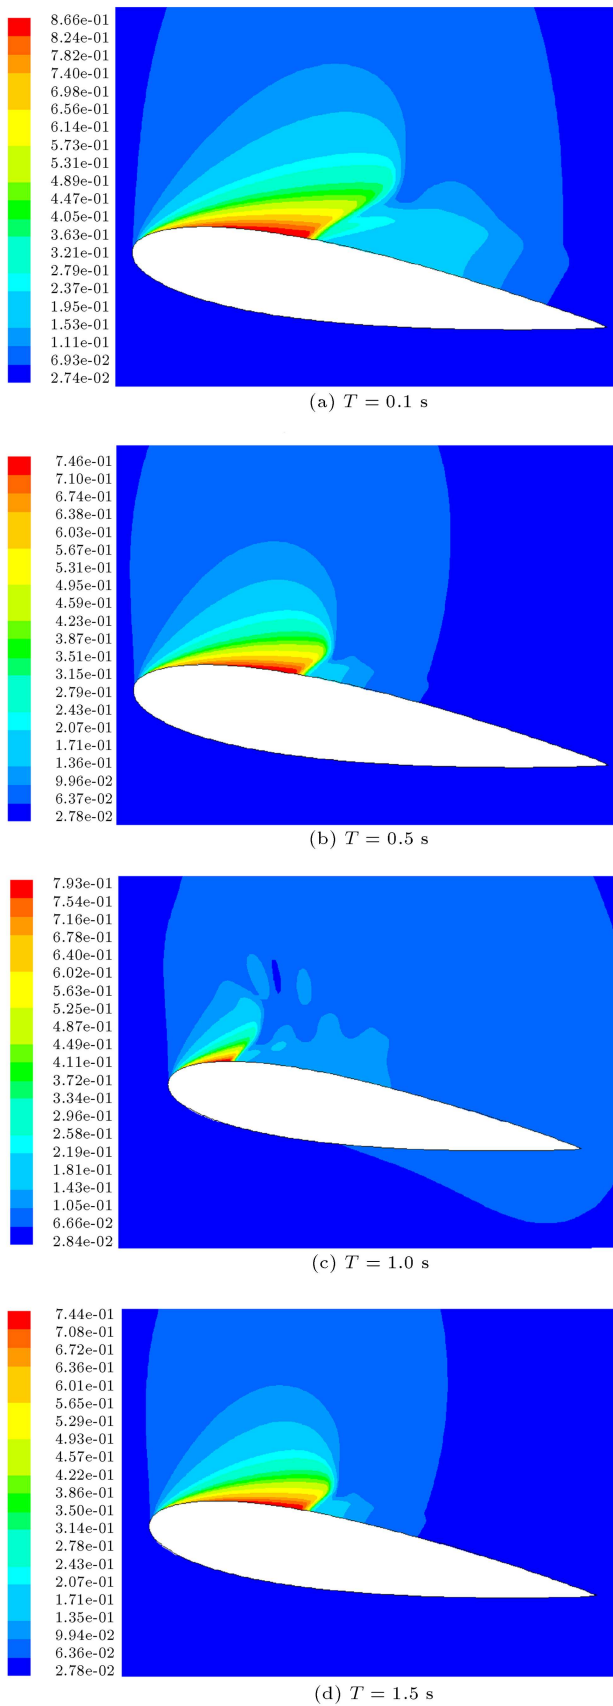 8.66e-01
8.24e-01
7.82e-01
7.40e-01
6.98e-01
6.56e-01
6.14e-01
5.73e-01
5.31e-01
4.89e-01
4.47e-01
4.05e-01
3.63e-01
3.21e-01
2.79e-01
2.37e-01
1.95e-01
1.53e-01
1.11e-01
6.93e-02
2.74e-02
(a) T = 0.1 s
7.46e-01
7.10e-01
6.74e-01
6.38e-01
6.03e-01
5.67e-01
5.31e-01
4.95e-01
4.59e-01
4.23e-01
3.87e-01
3.51e-01
3.15e-01
2.79e-01
2.43e-01
2.07e-01
1.71e-01
1.36e-01
9.96e-02
6.37e-02
2.78e-02
(b) T = 0.5 s
7.93e-01
7.54e-01
7.16e-01
6.78e-01
6.40e-01
6.02e-01
5.63e-01
5.25e-01
4.87e-01
4.49e-01
4.11e-01
3.72e-01
3.34e-01
2.96e-01
2.58e-01
2.19e-01
1.81e-01
1.43e-01
1.05e-01
6.66e-02
2.84e-02
(c) T = 1.0 s
7.44e-01
7.08e-01
6.72e-01
6.36e-01
6.01e-01
5.65e-01
5.29e-01
4.93e-01
4.57e-01
4.22e-01
3.86e-01
3.50e-01
3.14e-01
2.78e-01
2.43e-01
2.07e-01
1.71e-01
1.35e-01
9.94e-02
6.36e-02
2.78e-02
(d) T = 1.5 s